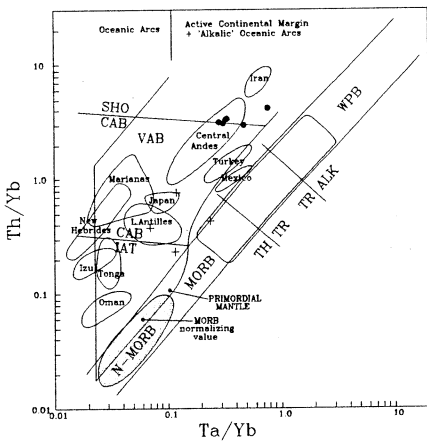 Oceanic Arcs
Active Continental Margin
+ 'Alkalic' Oceanic Arcs
10
1.0
0.1
0.01
Th/Yb
Iran
SHO
CAB
VAB
WPB
Central
Andes
Turkey
Mexico
Marianas
Japan
New
Hebrides
L.Antilles
CAB
IAT
Izu
Tonga
Oman
TR
ALK
TH
TR
MORB
PRIMORDIAL
MANTLE
MORB
normalizing
value
N-MORB
0.01
0.1
1.0
10
Ta/Yb